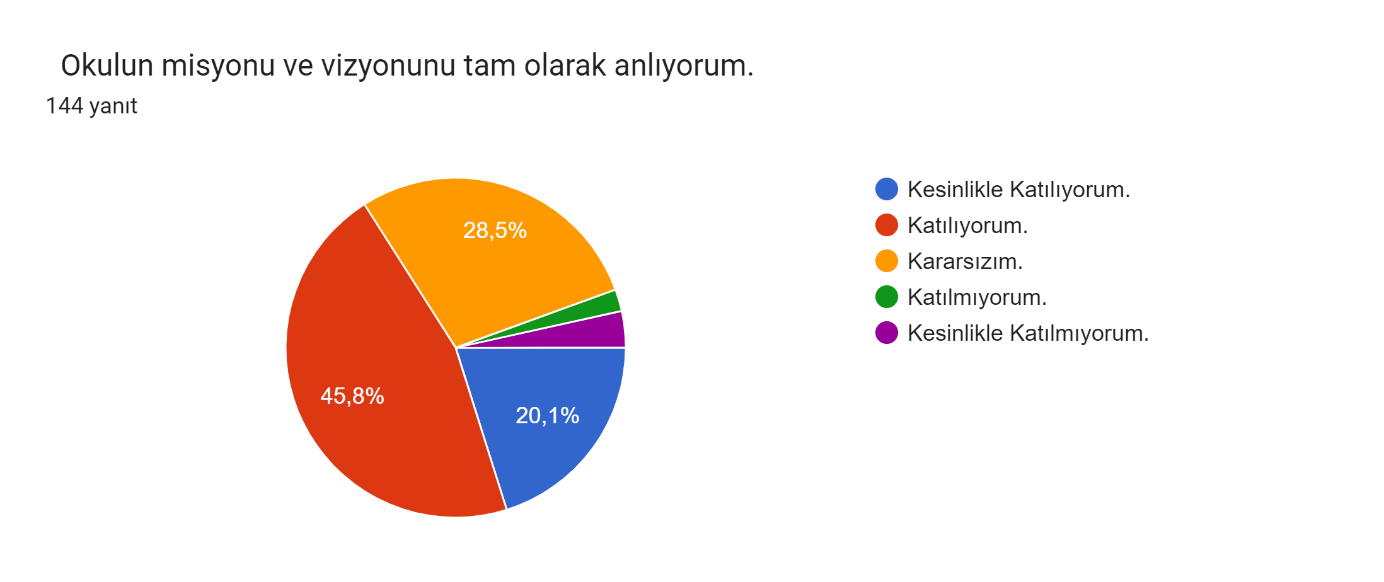 Okulun misyonu ve vizyonunu tam olarak anlıyorum.
144 yanıt
28,5%
45,8%
20,1%
Kesinlikle Katılıyorum.
Katılıyorum.
Kararsızım.
Katılmıyorum.
Kesinlikle Katılmıyorum.